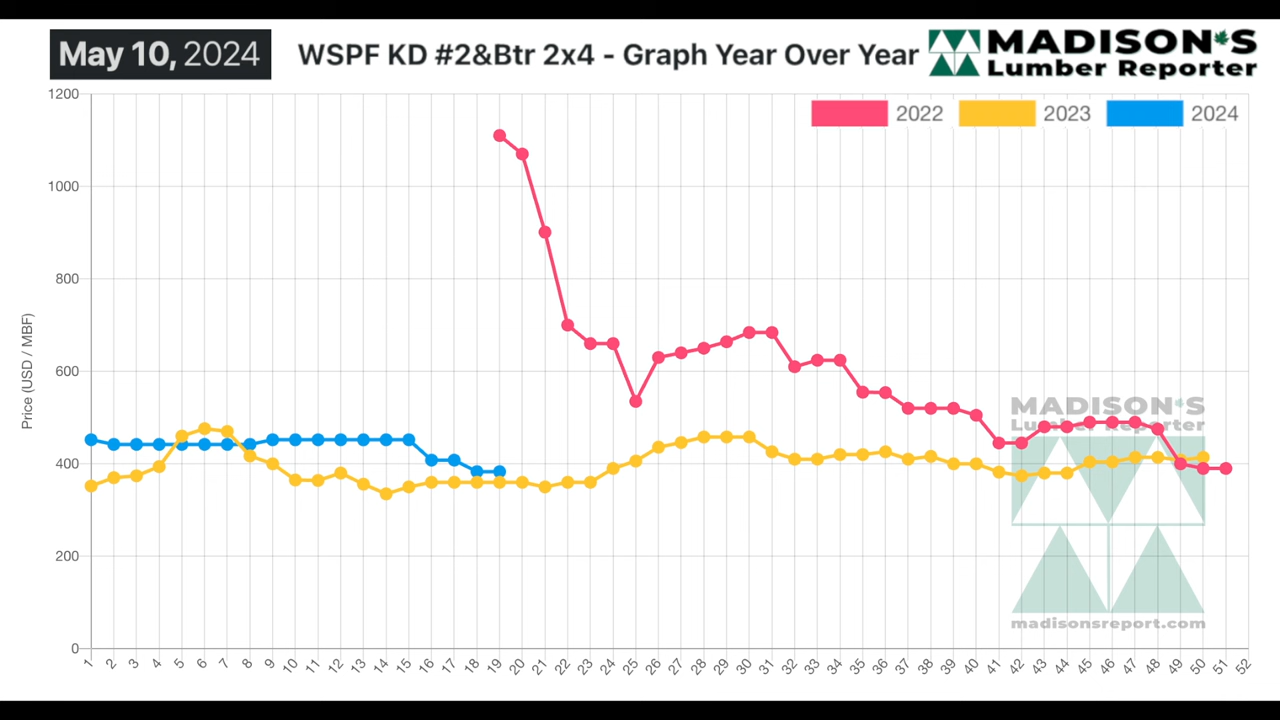 May 10, 2024
WSPF KD #2&Btr 2x4 - Graph Year Over Year
MADISON'S
Lumber Reporter
2022
2023
2024
Price (USD / MBF)
1200
1000
800
600
400
200
0
1 2 3 4 5 6 7 8 9 10 11 12 13 14 15 16 17 18 19 20 21 22 23 24 25 26 27 28 29 30 31 32 33 34 35 36 37 38 39 40 41 42 43 44 45 46 47 48 49 50 51 52
MADISON'S
Lumber Reporter
madisonsreport.com